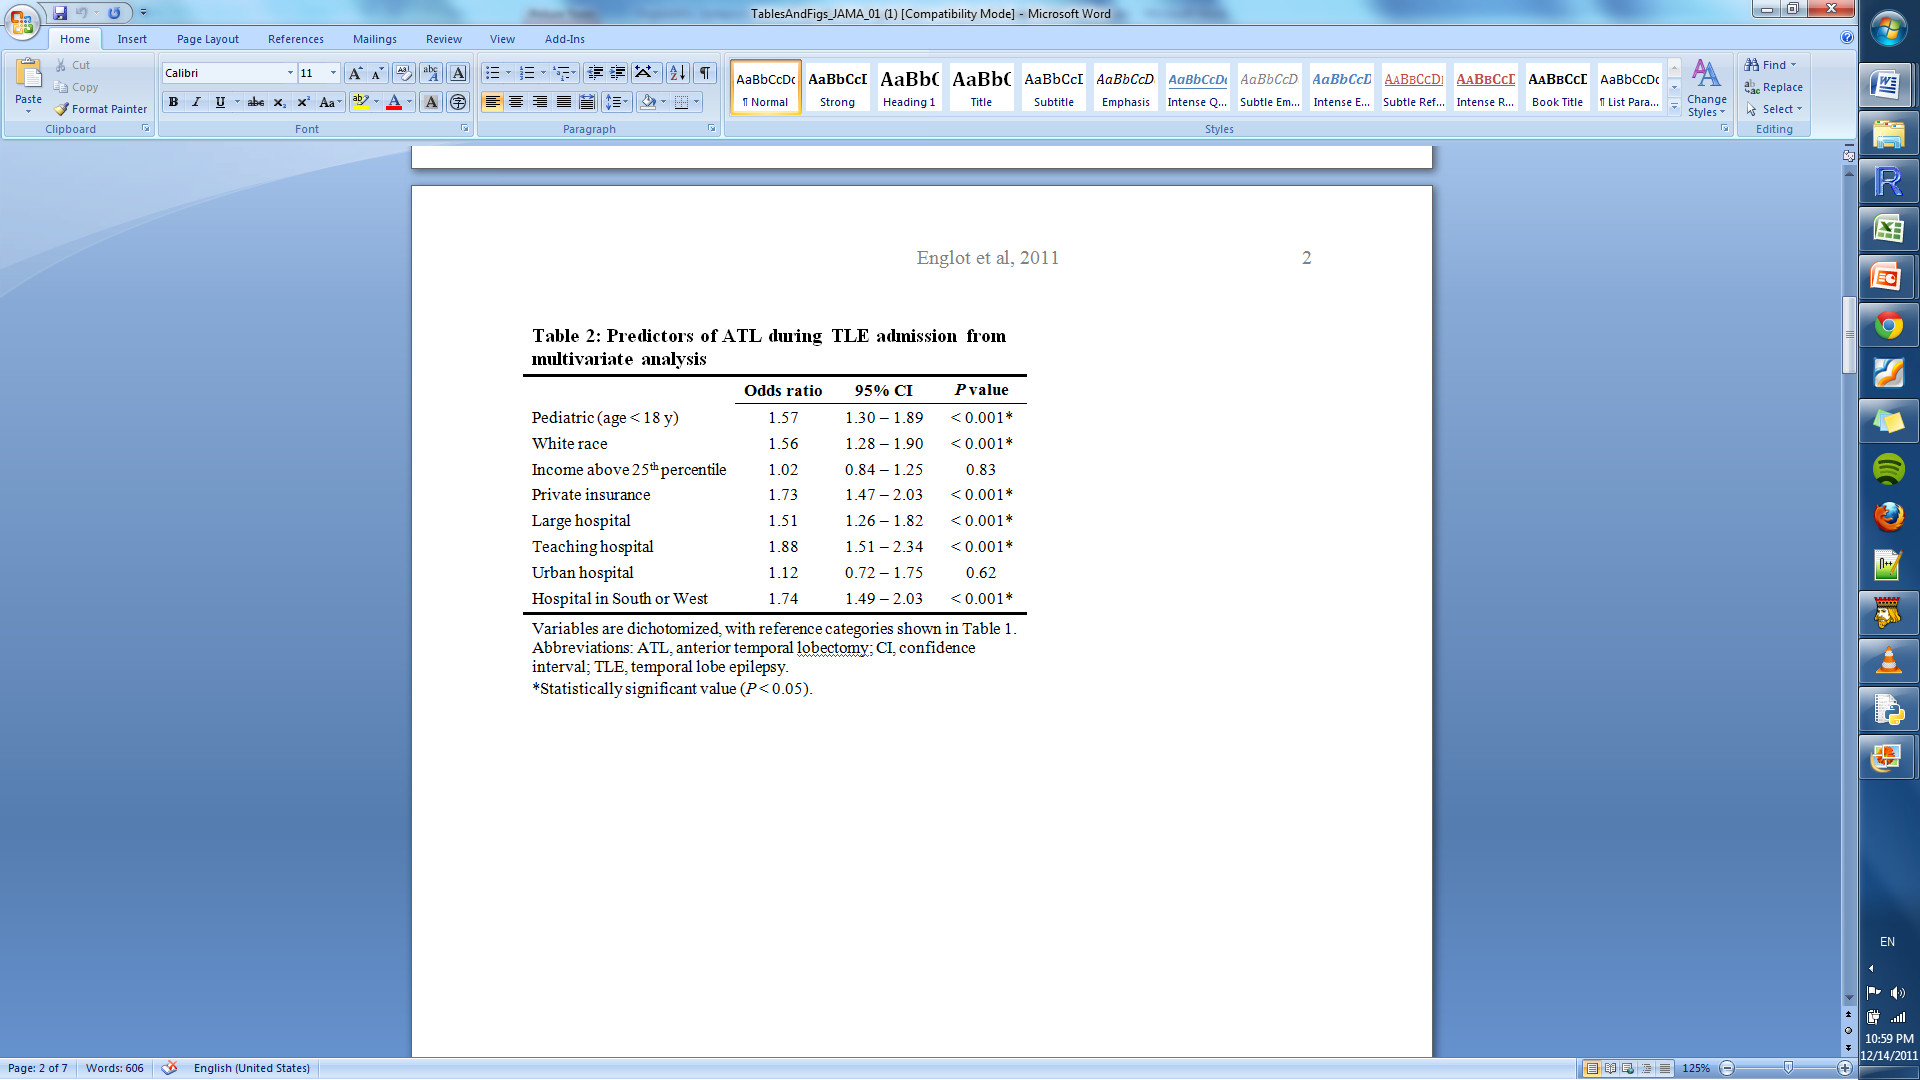 TablesAndFigs_JAMA_01 (1) [Compatibility Mode] - Microsoft Word
Home Insert Page Layout References Mailings Review View Add-Ins
Paste
Cut
Copy
Format Painter
Clipboard
Calibri 11
Font
Paragraph
AaBbCcDc AaBbCcI AaBbC AaBbC AaBbCcI AaBbCcD AaBbCcDc AaBbCcD AaBbCcD AaBbCcDı AaBbCcI AaBbCcI AaBbCcDc
¶ Normal Strong Heading 1 Title Subtitle Emphasis Intense Q... Subtle Em... Intense E... Subtle Ref... Intense R... Book Title ¶ List Para...
Change Styles
Styles
Find
Replace
Select
Editing
Englot et al, 2011 2
Table 2: Predictors of ATL during TLE admission from
multivariate analysis
Odds ratio 95% CI P value
Pediatric (age < 18 y) 1.57 1.30 – 1.89 < 0.001*
White race 1.56 1.28 – 1.90 < 0.001*
Income above 25th percentile 1.02 0.84 – 1.25 0.83
Private insurance 1.73 1.47 – 2.03 < 0.001*
Large hospital 1.51 1.26 – 1.82 < 0.001*
Teaching hospital 1.88 1.51 – 2.34 < 0.001*
Urban hospital 1.12 0.72 – 1.75 0.62
Hospital in South or West 1.74 1.49 – 2.03 < 0.001*
Variables are dichotomized, with reference categories shown in Table 1.
Abbreviations: ATL, anterior temporal lobectomy; CI, confidence
interval; TLE, temporal lobe epilepsy.
*Statistically significant value (P < 0.05).
EN
10:59 PM
12/14/2011
Page: 2 of 7 Words: 606 English (United States) 125%